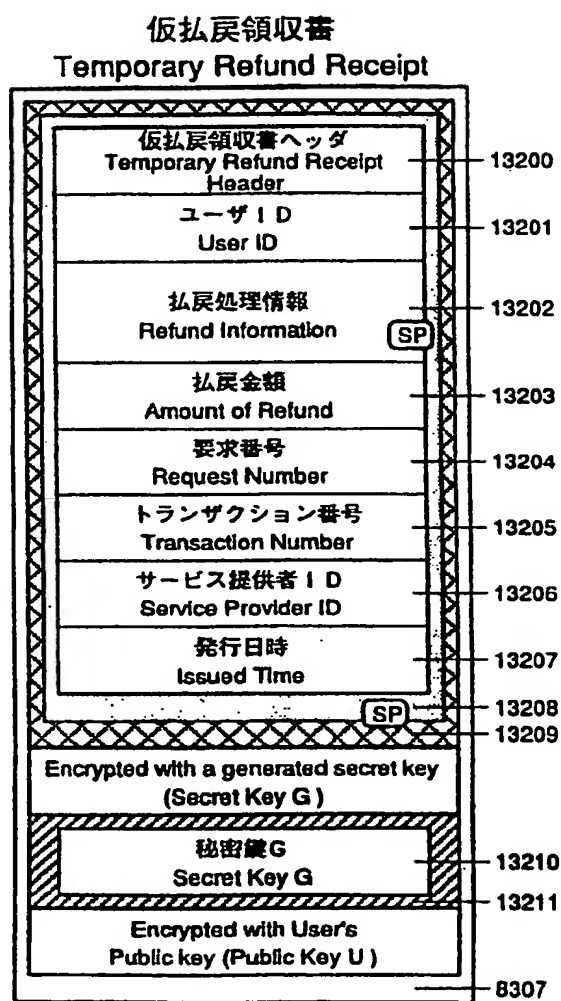 仮払戻領収書
Temporary Refund Receipt
仮払戻領収書ヘッダ
Temporary Refund Receipt
Header
13200
ユーザID
User ID
13201
払戻処理情報
Refund Information
SP
13202
払戻金額
Amount of Refund
13203
要求番号
Request Number
13204
トランザクション番号
Transaction Number
13205
サービス提供者ID
Service Provider ID
13206
発行日時
Issued Time
13207
SP
13208
13209
Encrypted with a generated secret key
(Secret Key G )
秘密鍵G
Secret Key G
13210
13211
Encrypted with User's
Public key (Public Key U )
8307